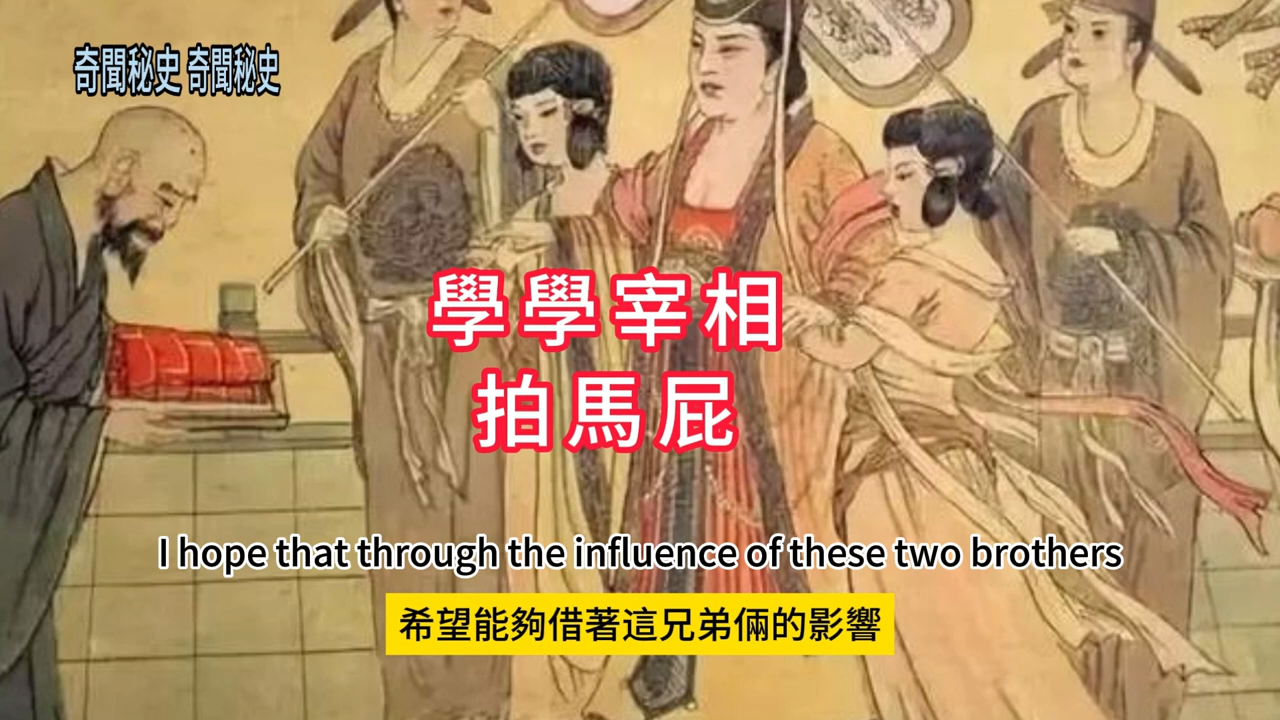 奇聞秘史 奇聞秘史
學學宰相
拍馬屁
I hope that through the influence of these two brothers
希望能夠借著這兄弟倆的影響